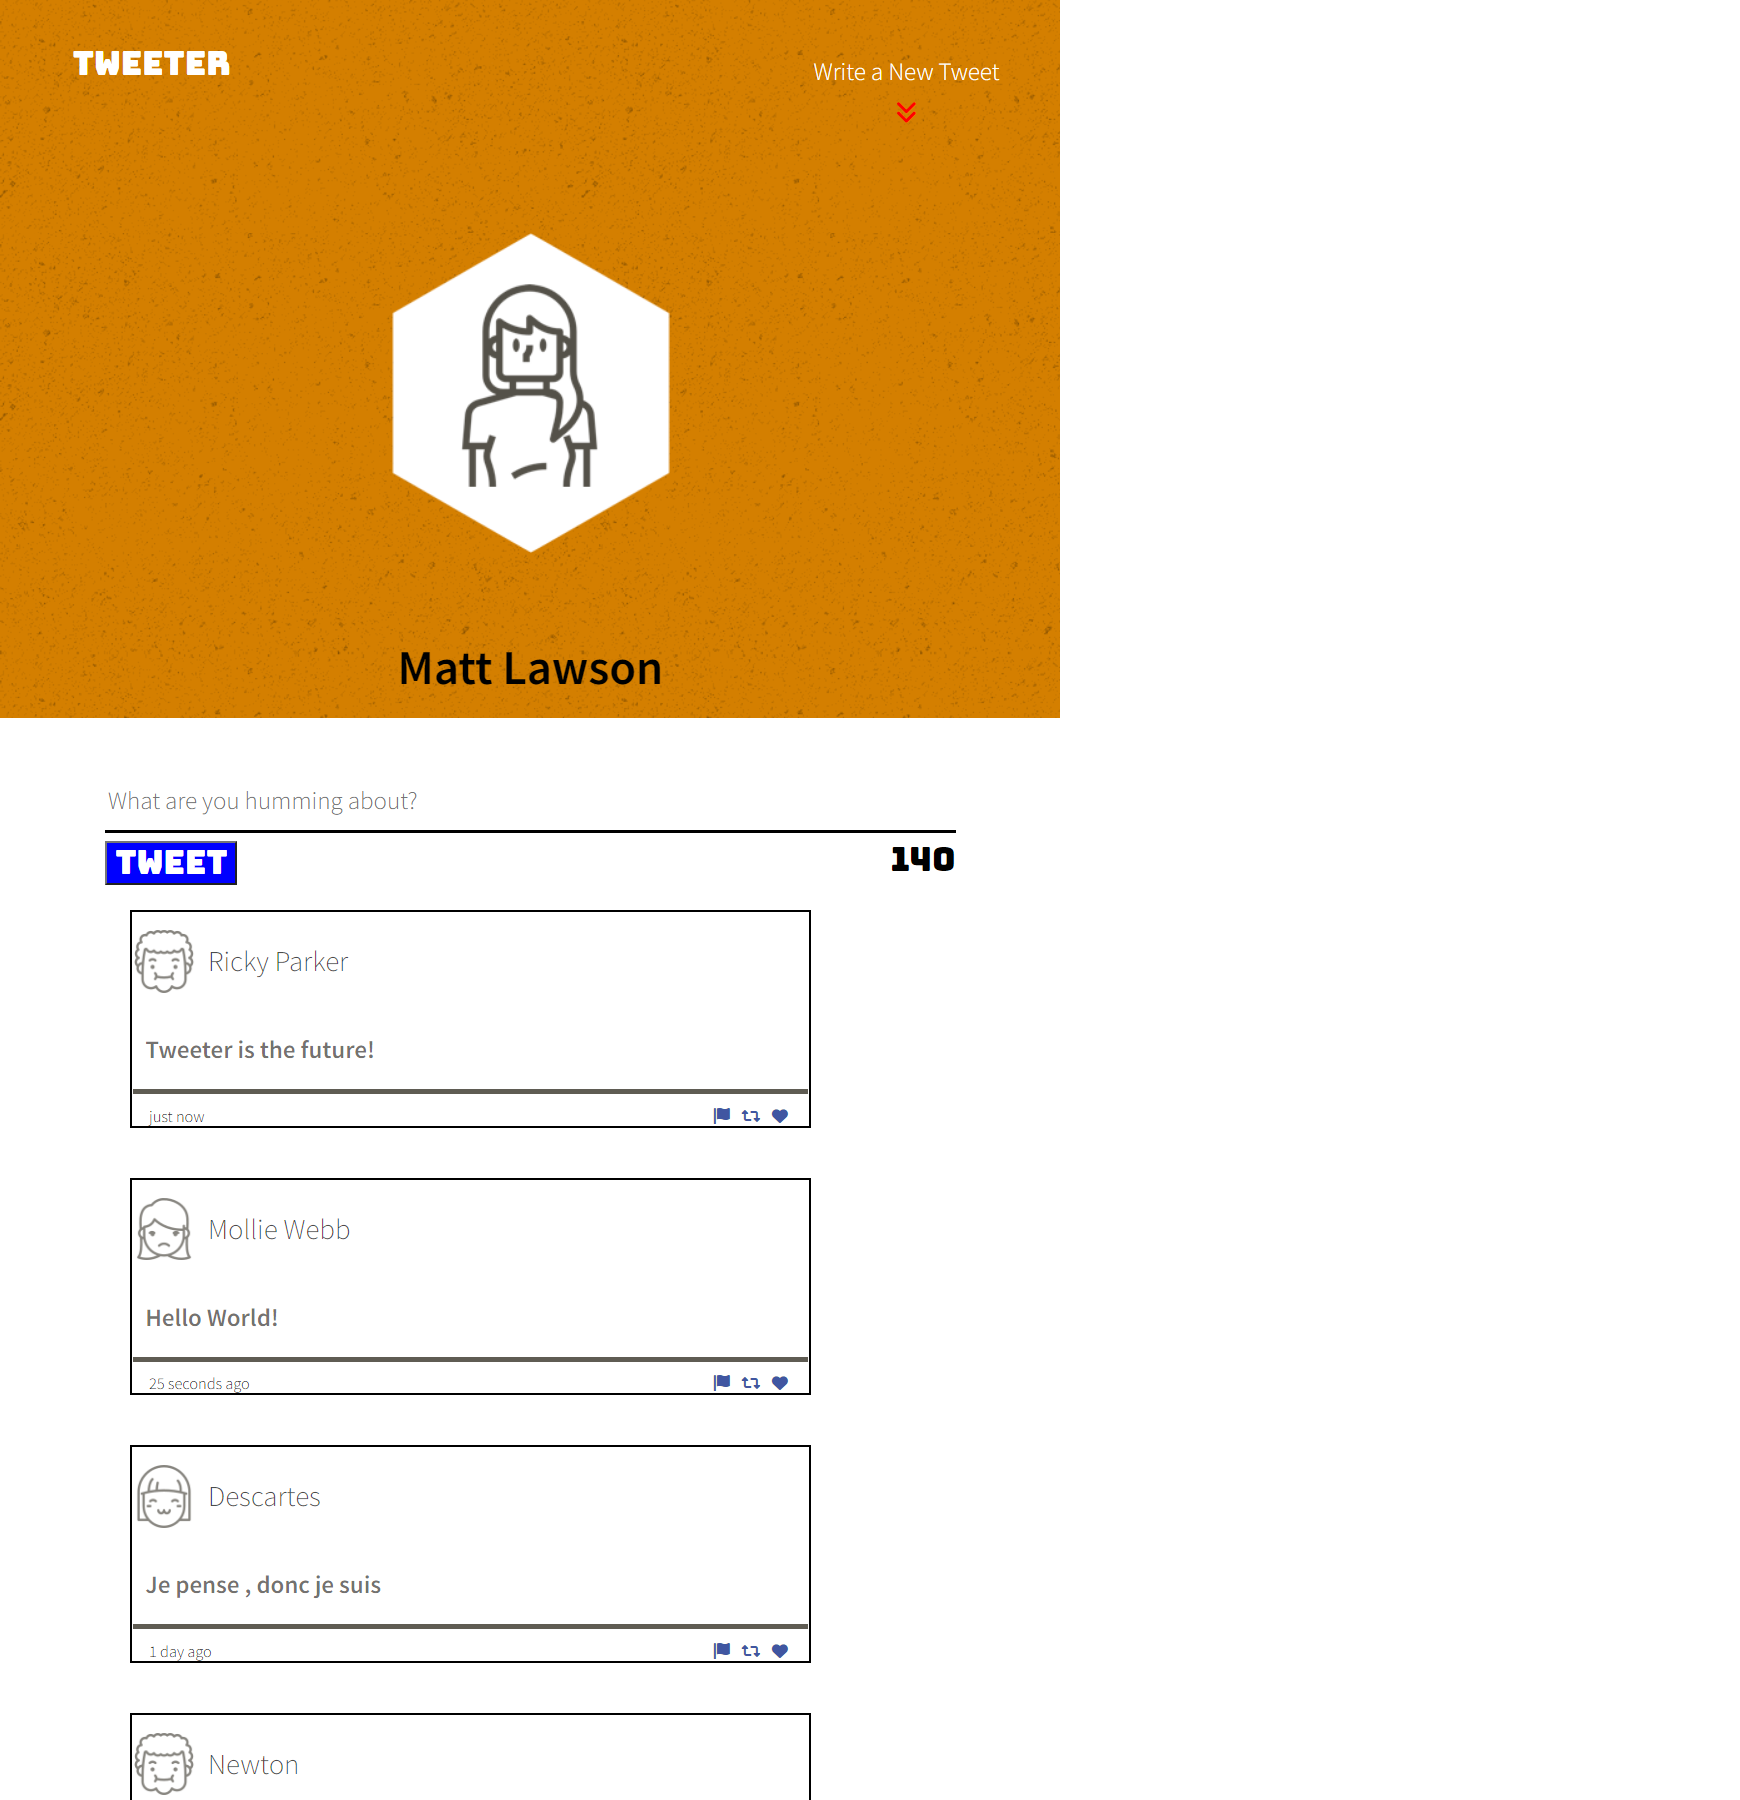 TWEETER
Write a New Tweet
Matt Lawson
What are you humming about?
TWEET
140
Ricky Parker
Tweeter is the future!
just now
Mollie Webb
Hello World!
25 seconds ago
Descartes
Je pense , donc je suis
1 day ago
Newton